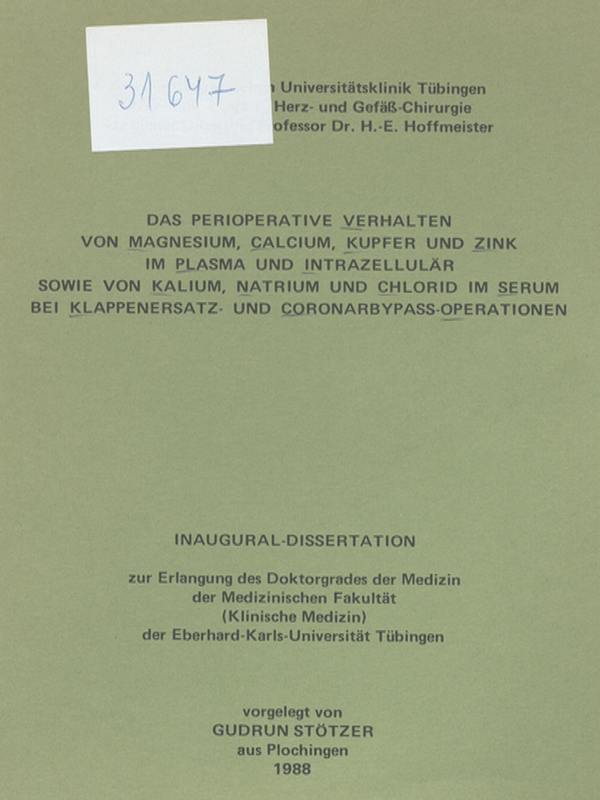 31647
Universitätsklinik Tübingen
Herz- und Gefäß-Chirurgie
Dr. H.-E. Hoffmeister
DAS PERIOPERATIVE VERHALTEN
VON MAGNESIUM, CALCIUM, KUPFER UND ZINK
IM PLASMA UND INTRAZELLULÄR
SOWIE VON KALIUM, NATRIUM UND CHLORID IM SERUM
BEI KLAPPENERSATZ- UND CORONARBYPASS-OPERATIONEN
INAUGURAL-DISSERTATION
zur Erlangung des Doktorgrades der Medizin
der Medizinischen Fakultät
(Klinische Medizin)
der Eberhard-Karls-Universität Tübingen
vorgelegt von
GUDRUN STÖTZER
aus Plochingen
1988